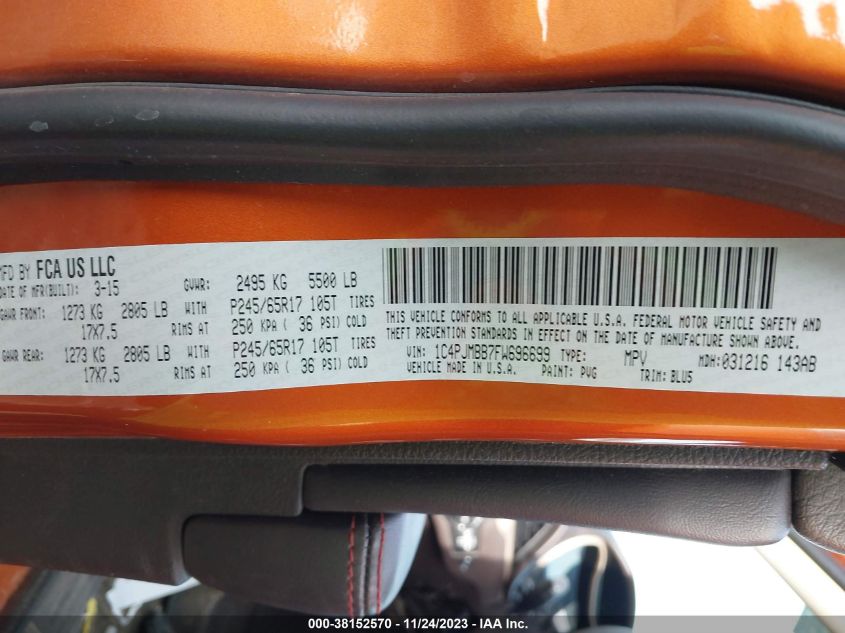 MFD BY FCA US LLC
DATE OF MFR(BUILT): 3-15 GVWR: 2495 KG 5500 LB
GAWR FRONT: 1273 KG 2805 LB WITH P245/65R17 105T TIRES
17X7.5 RIMS AT 250 KPA ( 36 PSI) COLD
GAWR REAR: 1273 KG 2805 LB WITH P245/65R17 105T TIRES
17X7.5 RIMS AT 250 KPA ( 36 PSI) COLD
THIS VEHICLE CONFORMS TO ALL APPLICABLE U.S.A. FEDERAL MOTOR VEHICLE SAFETY AND
THEFT PREVENTION STANDARDS IN EFFECT ON THE DATE OF MANUFACTURE SHOWN ABOVE.
VIN: 1C4PJMBB7FW696699 TYPE: MPV MDH: 031216 143AB
VEHICLE MADE IN U.S.A. PAINT: PVG TRIM: BLU5
000-38152570 - 11/24/2023 - IAAI.com